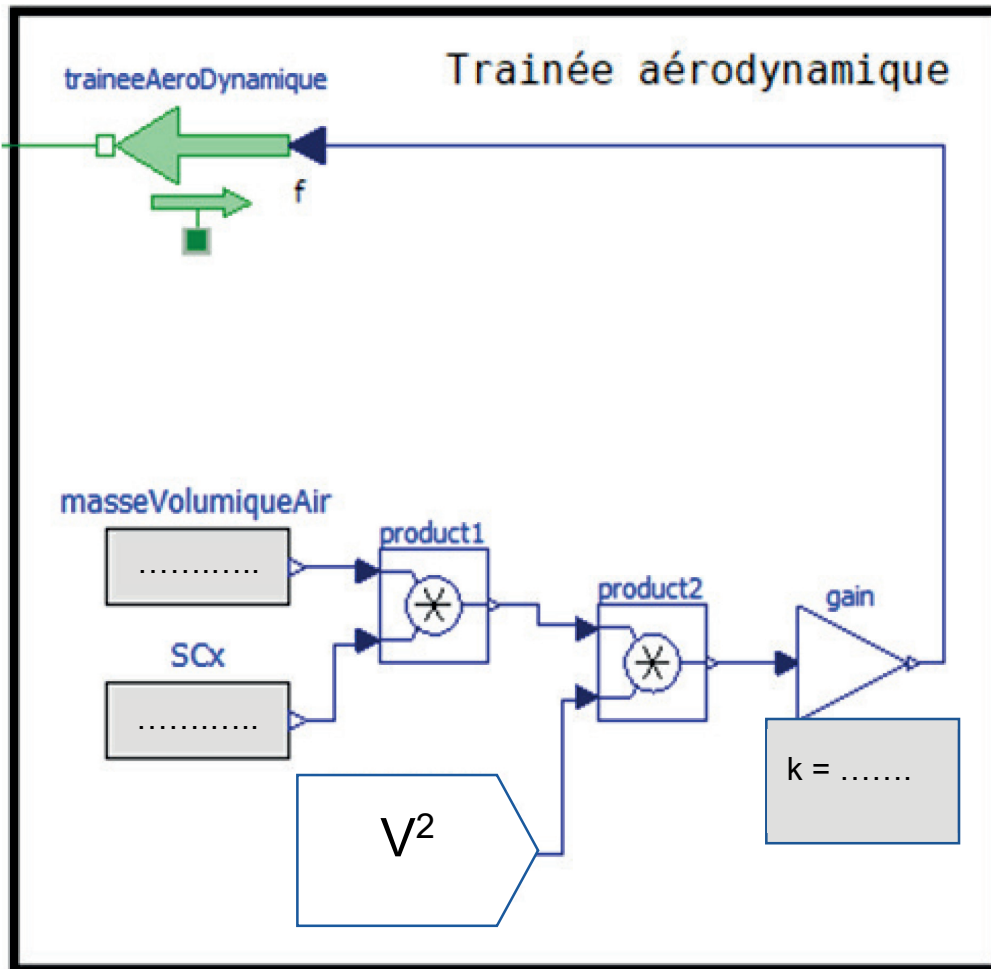 Trainée aérodynamique
traineeAeroDynamique
f
masseVolumiqueAir
............
product1
SCx
............
product2
gain
k = .......
V²